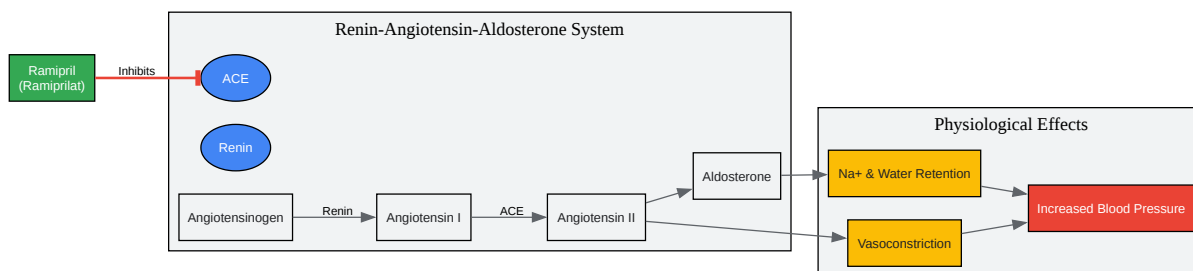 Renin-Angiotensin-Aldosterone System
Ramipril
(Ramiprilat)
Inhibits
ACE
Renin
Angiotensinogen
Renin
Angiotensin I
ACE
Angiotensin II
Aldosterone
Physiological Effects
Na+ & Water Retention
Vasoconstriction
Increased Blood Pressure